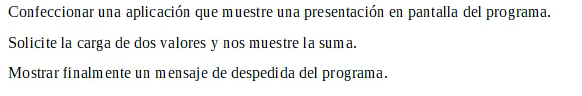 Confeccionar una aplicación que muestre una presentación en pantalla del programa.
Solicite la carga de dos valores y nos muestre la suma.
Mostrar finalmente un mensaje de despedida del programa.